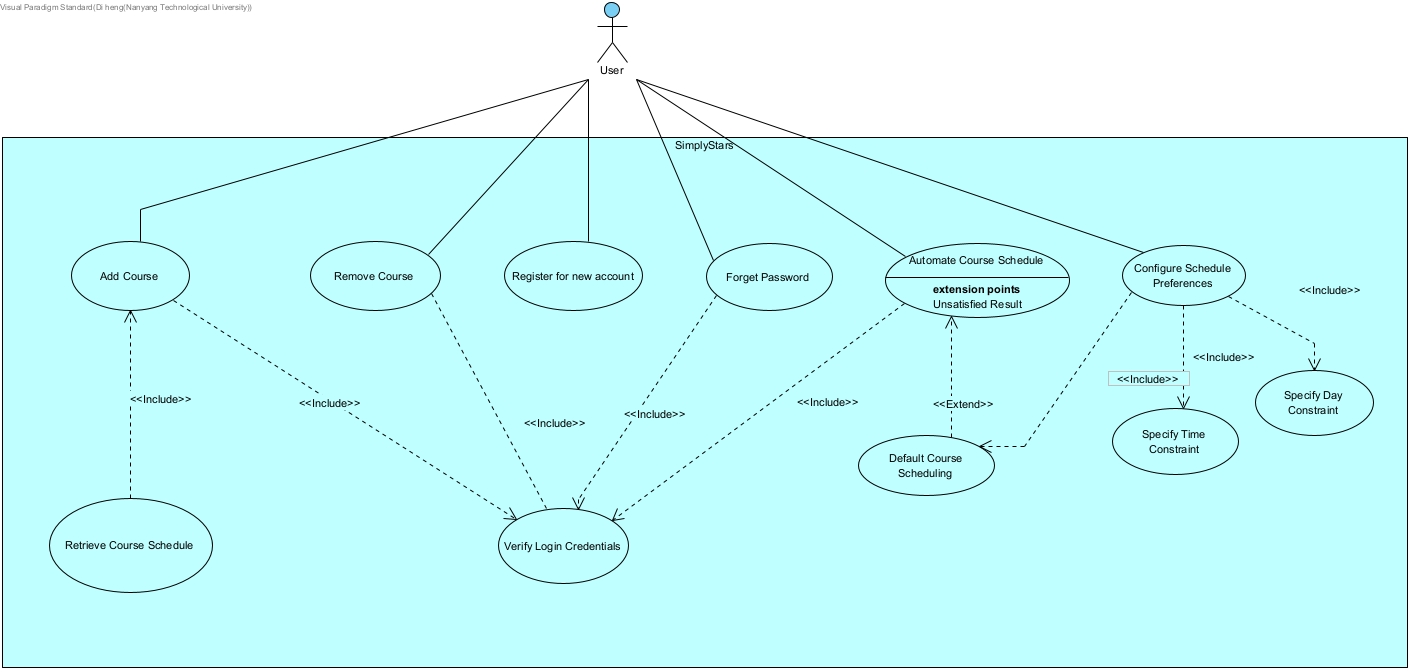 Visual Paradigm Standard(Di heng(Nanyang Technological University))
User
SimplyStars
Add Course
Remove Course
Register for new account
Forget Password
Automate Course Schedule
extension points
Unsatisfied Result
Configure Schedule
Preferences
<<Include>>
<<Include>>
<<Include>>
<<Include>>
<<Include>>
<<Include>>
<<Include>>
<<Include>>
<<Extend>>
Specify Day
Constraint
Specify Time
Constraint
Default Course
Scheduling
Retrieve Course Schedule
Verify Login Credentials